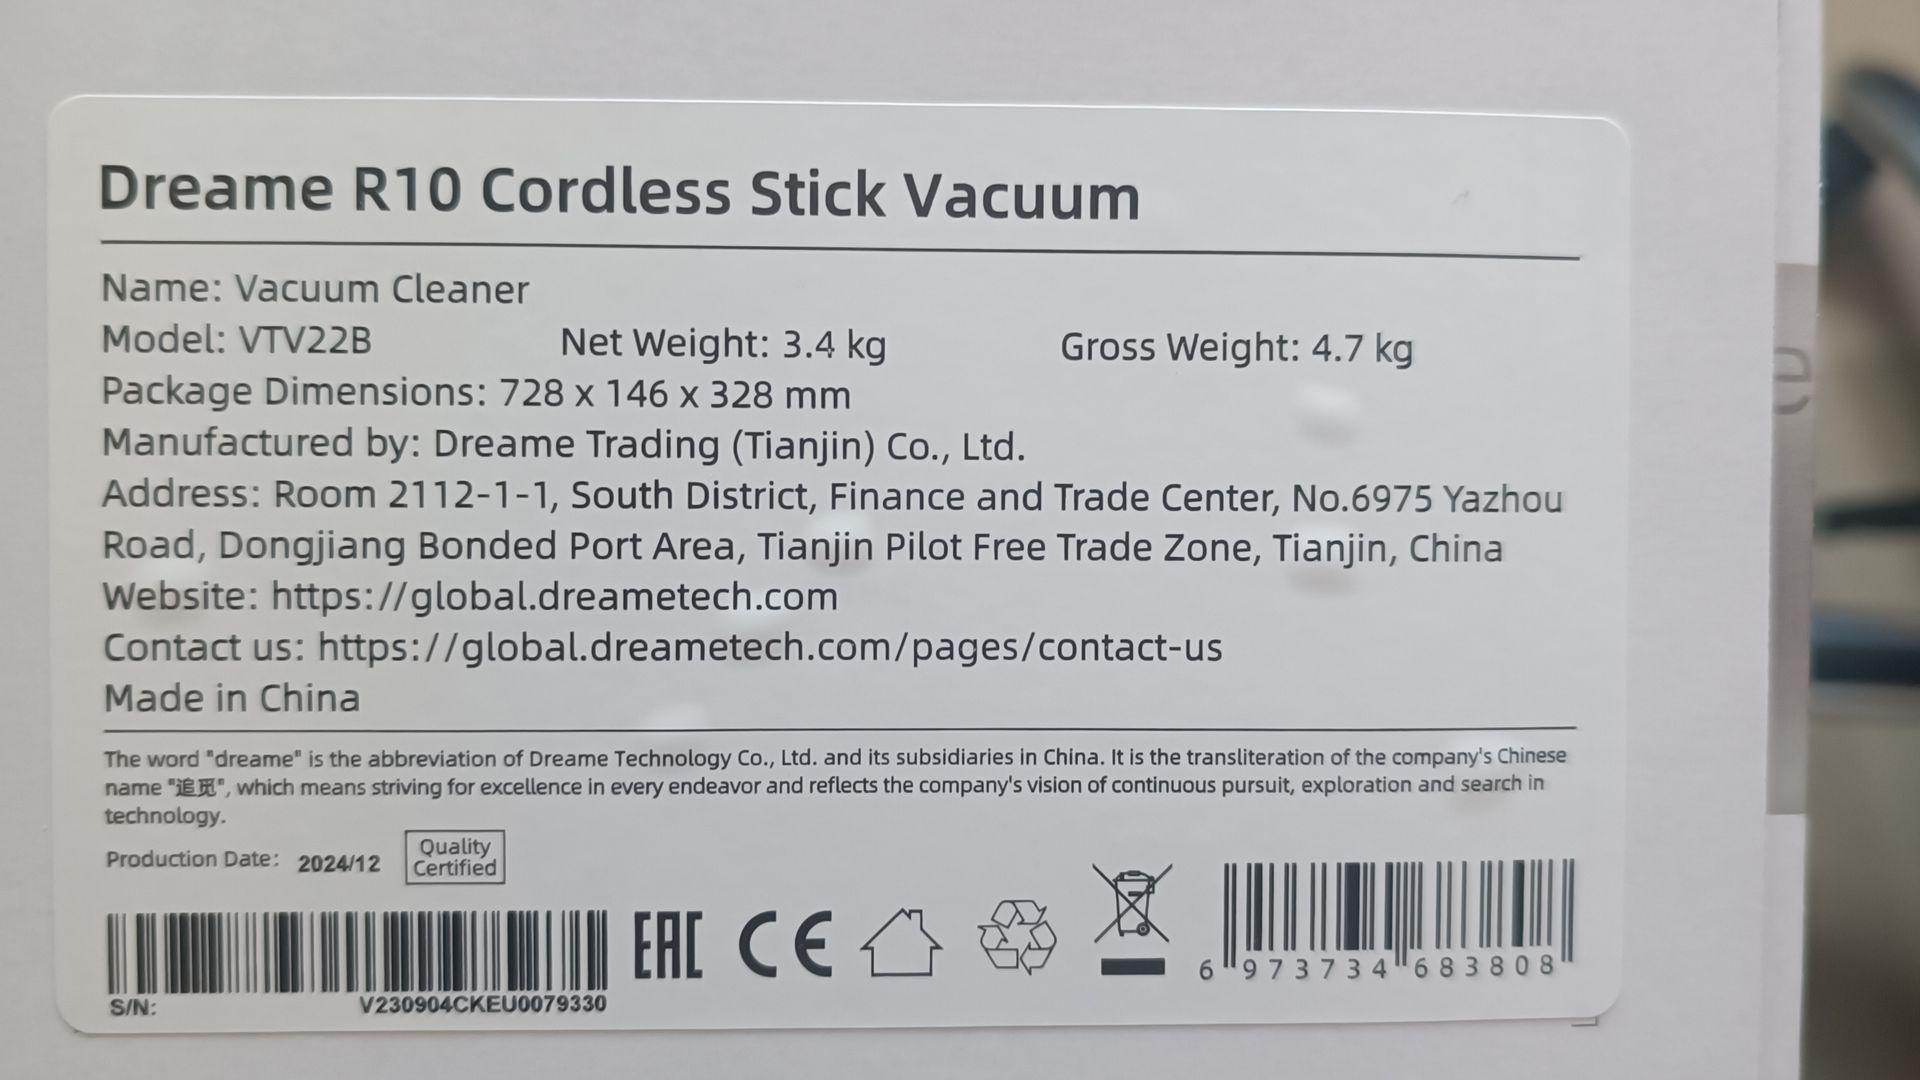 Dreame R10 Cordless Stick Vacuum
Name: Vacuum Cleaner
Model: VTV22B Net Weight: 3.4 kg Gross Weight: 4.7 kg
Package Dimensions: 728 x 146 x 328 mm
Manufactured by: Dreame Trading (Tianjin) Co., Ltd.
Address: Room 2112-1-1, South District, Finance and Trade Center, No.6975 Yazhou
Road, Dongjiang Bonded Port Area, Tianjin Pilot Free Trade Zone, Tianjin, China
Website: https://global.dreametech.com
Contact us: https://global.dreametech.com/pages/contact-us
Made in China
The word "dreame" is the abbreviation of Dreame Technology Co., Ltd. and its subsidiaries in China. It is the transliteration of the company's Chinese
name "追觅", which means striving for excellence in every endeavor and reflects the company's vision of continuous pursuit, exploration and search in
technology.
Production Date: 2024/12
Quality
Certified
EAC CE
6 973734 683808
S/N: V230904CKEU0079330
e